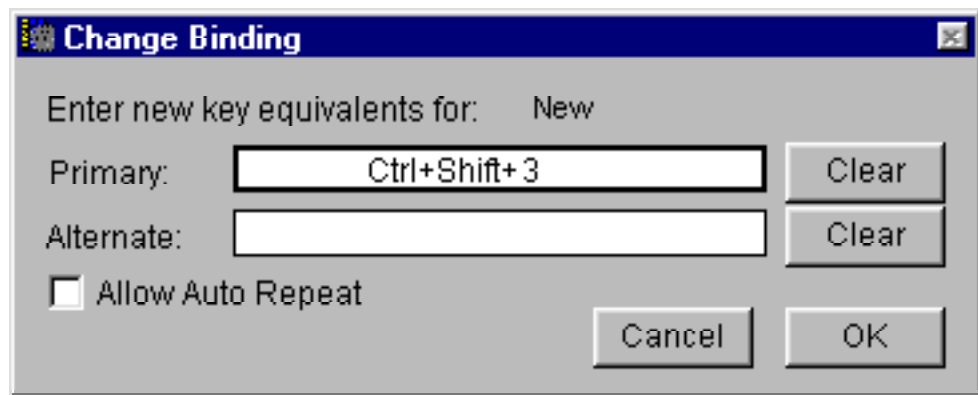 Change Binding
Enter new key equivalents for: New
Primary: Ctrl+Shift+3 Clear
Alternate: Clear
Allow Auto Repeat
Cancel OK